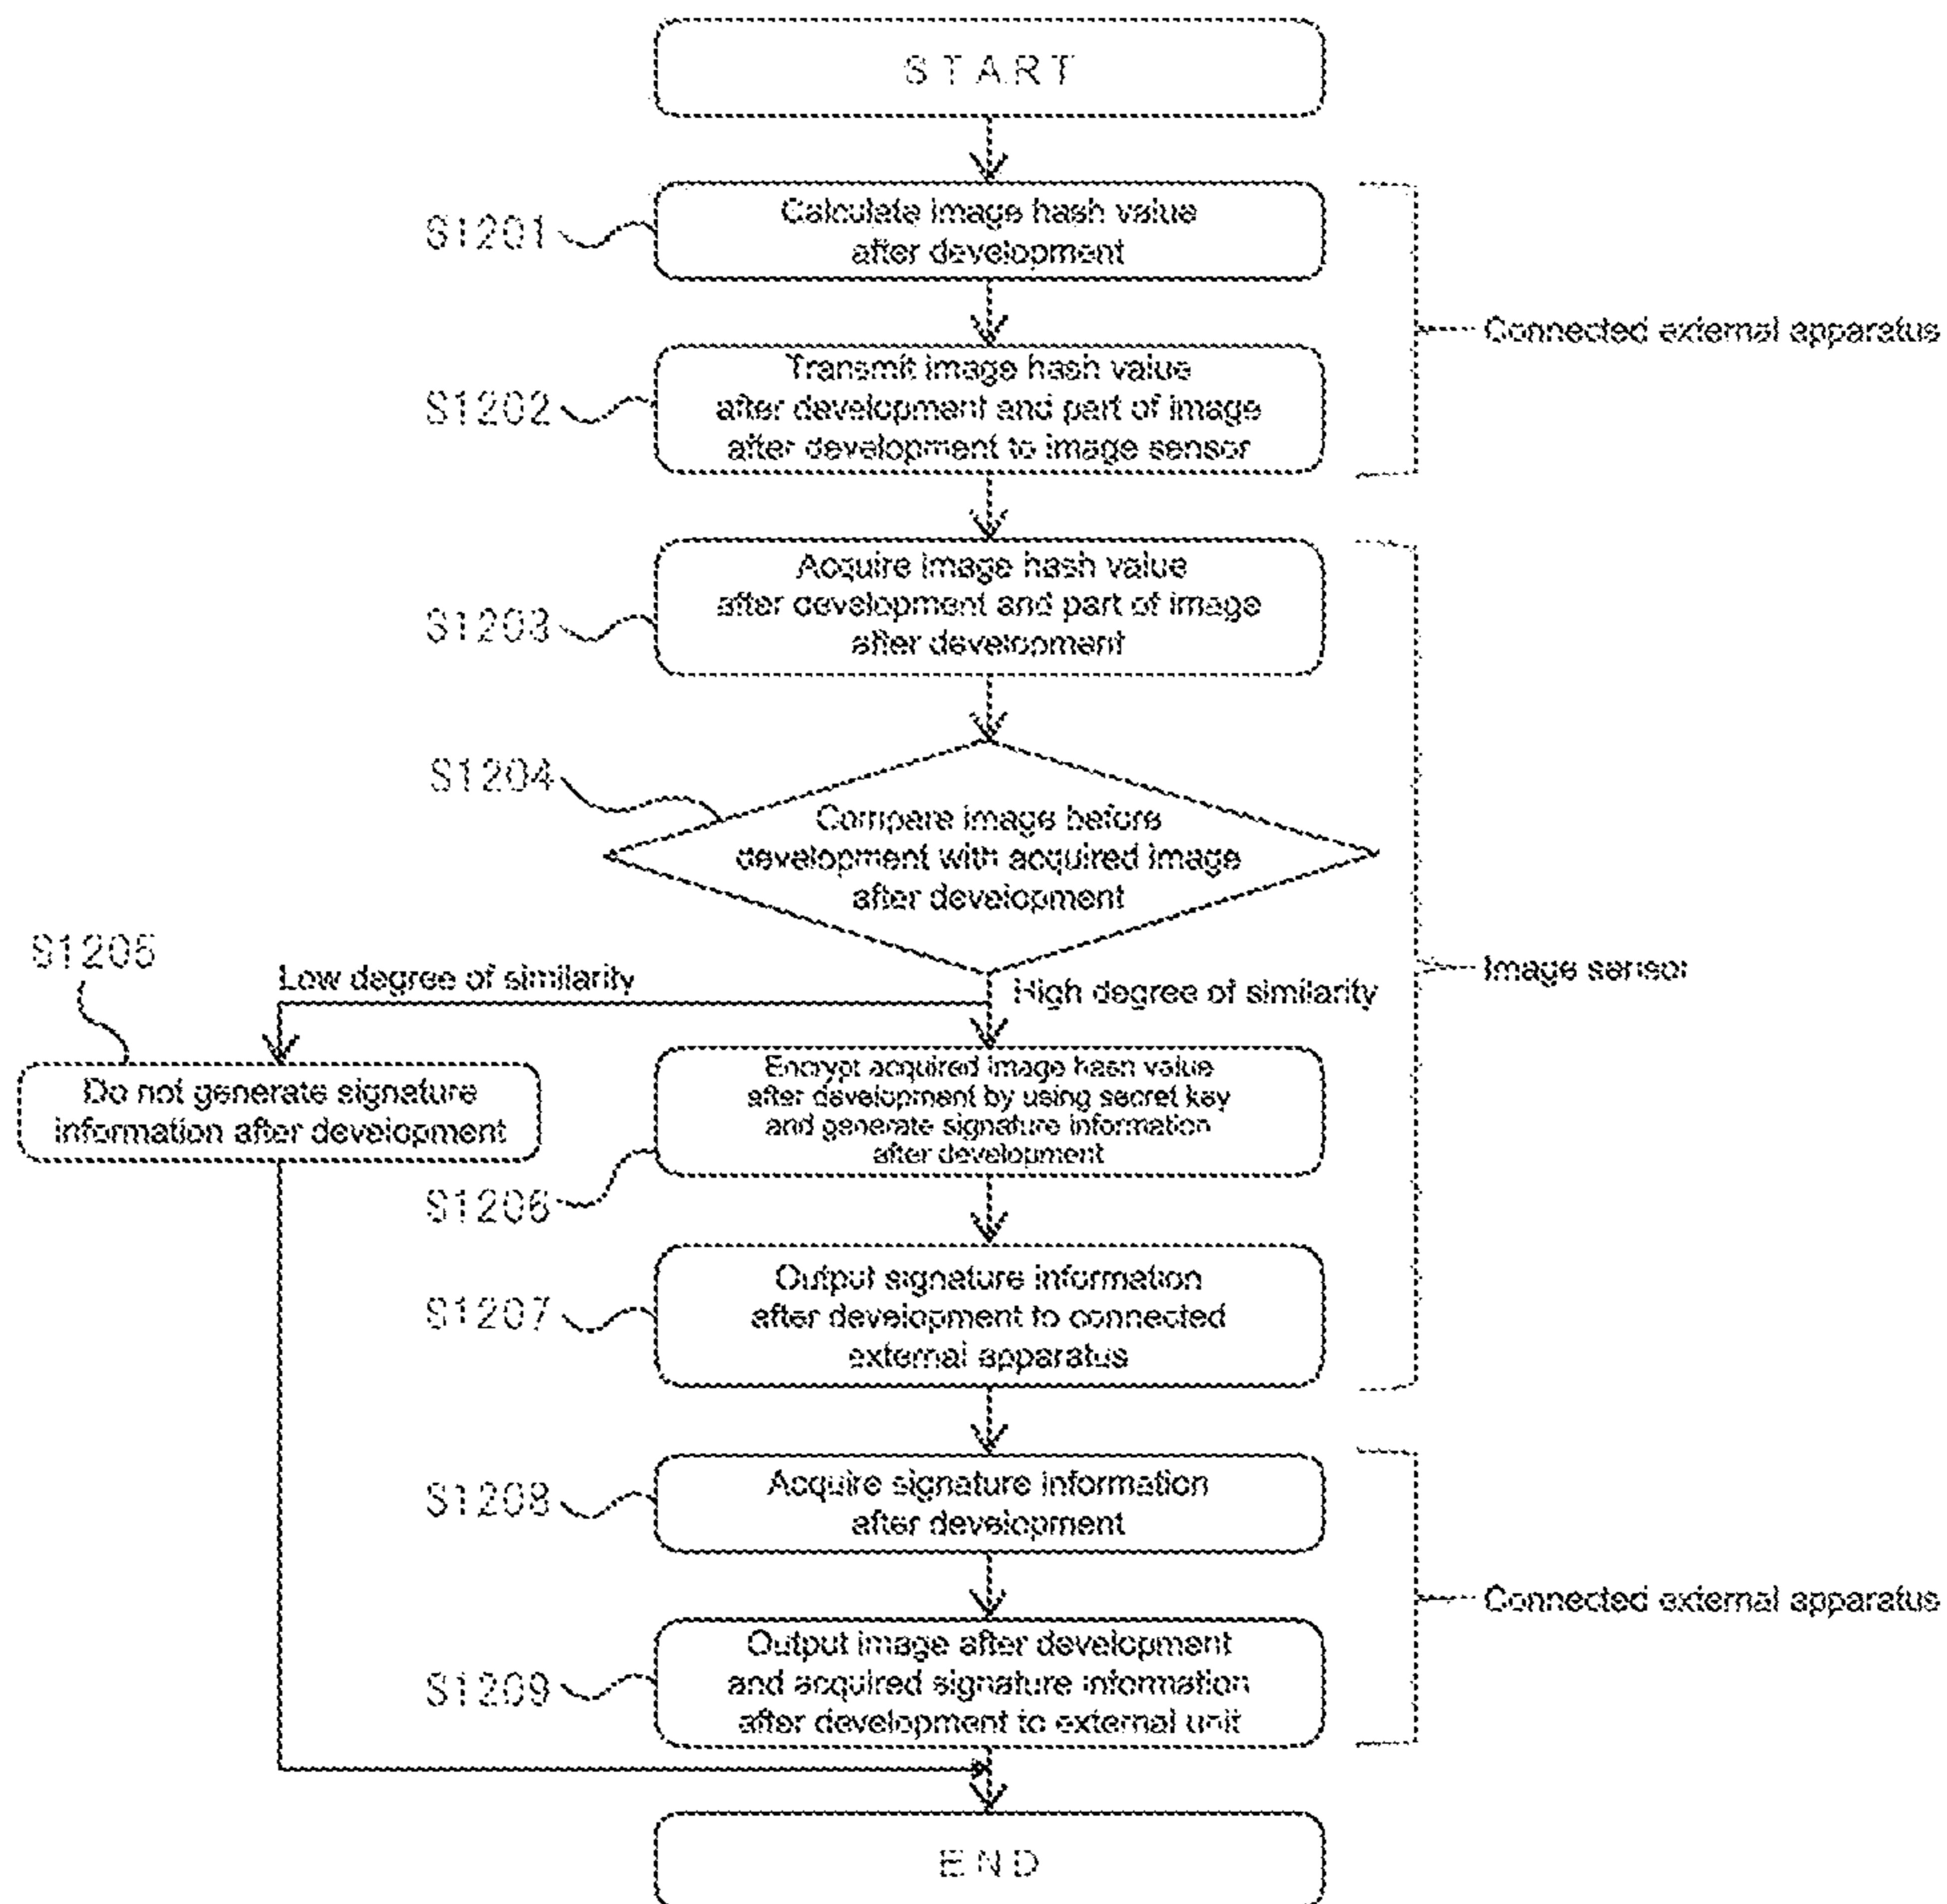 START
S1201
Calculate image hash value
after development
Connected external apparatus
S1202
Transmit image hash value
after development and part of image
after development to image sensor
S1203
Acquire image hash value
after development and part of image
after development
S1204
Compare image before
development with acquired image
after development
Image sensor
S1205
Low degree of similarity
High degree of similarity
Do not generate signature
information after development
Encrypt acquired image hash value
after development by using secret key
and generate signature information
after development
S1206
Output signature information
after development to connected
external apparatus
S1207
Acquire signature information
after development
S1208
Connected external apparatus
Output image after development
and acquired signature information
after development to external unit
S1209
END